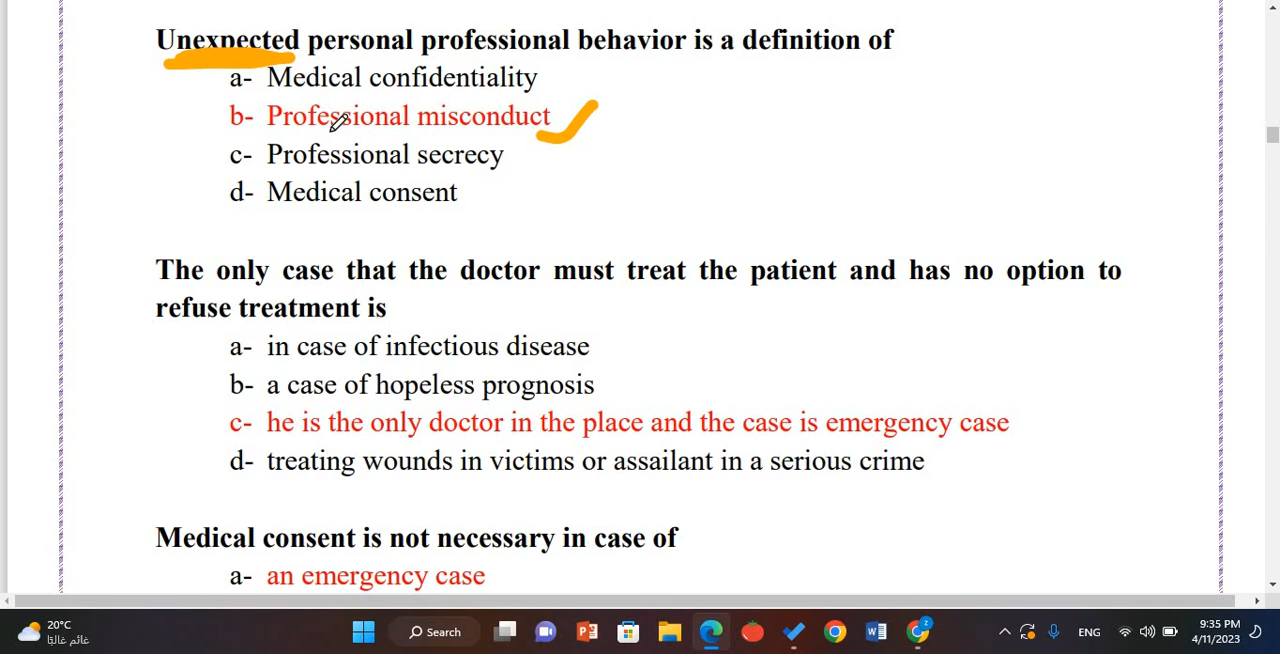 Unexpected personal professional behavior is a definition of
a- Medical confidentiality
b- Professional misconduct
c- Professional secrecy
d- Medical consent
The only case that the doctor must treat the patient and has no option to
refuse treatment is
a- in case of infectious disease
b- a case of hopeless prognosis
c- he is the only doctor in the place and the case is emergency case
d- treating wounds in victims or assailant in a serious crime
Medical consent is not necessary in case of
a- an emergency case
20°C
غائم غالبًا
Search
ENG
9:35 PM
4/11/2023